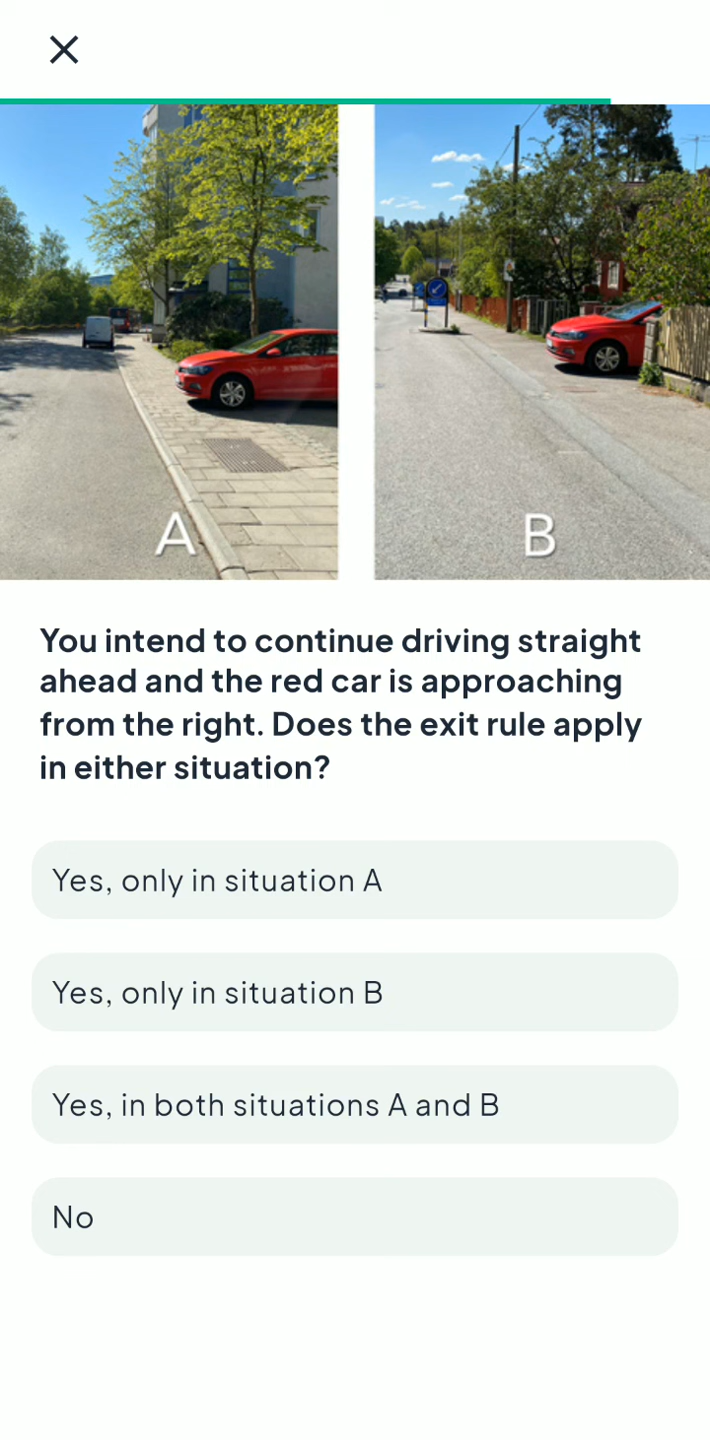 A
B
You intend to continue driving straight
ahead and the red car is approaching
from the right. Does the exit rule apply
in either situation?
Yes, only in situation A
Yes, only in situation B
Yes, in both situations A and B
No